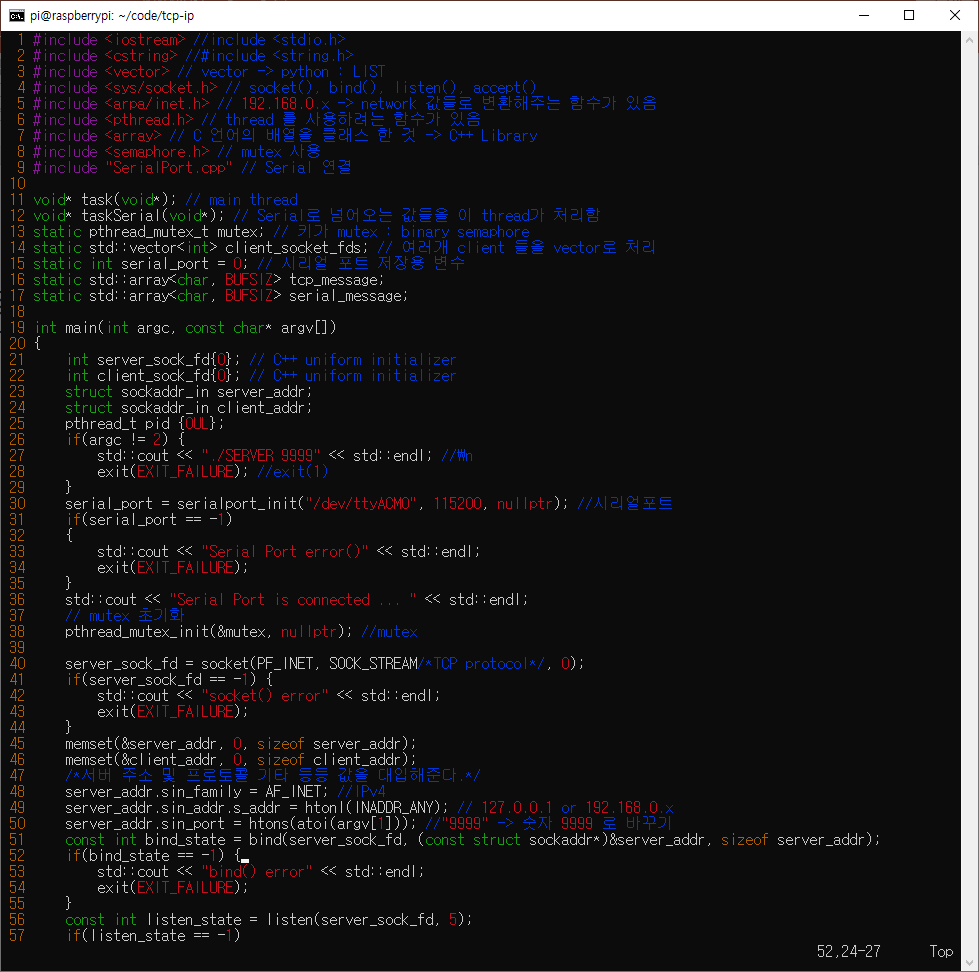 pi@raspberrypi: ~/code/tcp-ip
1 #include <iostream> //include <stdio.h>
2 #include <cstring> //#include <string.h>
3 #include <vector> // vector -> python : LIST
4 #include <sys/socket.h> // socket(), bind(), listen(), accept()
5 #include <arpa/inet.h> // 192.168.0.x -> network 값들로 변환해주는 함수가 있음
6 #include <pthread.h> // thread 를 사용하려는 함수가 있음
7 #include <array> // C 언어의 배열을 클래스 한 것 -> C++ Library
8 #include <semaphore.h> // mutex 사용
9 #include "SerialPort.cpp" // Serial 연결
10
11 void* task(void*); // main thread
12 void* taskSerial(void*); // Serial로 넘어오는 값들을 이 thread가 처리함
13 static pthread_mutex_t mutex; // 키가 mutex : binary semaphore
14 static std::vector<int> client_socket_fds; // 여러개 client 들을 vector로 처리
15 static int serial_port = 0; // 시리얼 포트 저장용 변수
16 static std::array<char, BUFSIZ> tcp_message;
17 static std::array<char, BUFSIZ> serial_message;
18
19 int main(int argc, const char* argv[])
20 {
21     int server_sock_fd{0}; // C++ uniform initializer
22     int client_sock_fd{0}; // C++ uniform initializer
23     struct sockaddr_in server_addr;
24     struct sockaddr_in client_addr;
25     pthread_t pid {0UL};
26     if(argc != 2) {
27         std::cout << "./SERVER 9999" << std::endl; //₩n
28         exit(EXIT_FAILURE); //exit(1)
29     }
30     serial_port = serialport_init("/dev/ttyACM0", 115200, nullptr); //시리얼포트
31     if(serial_port == -1)
32     {
33         std::cout << "Serial Port error()" << std::endl;
34         exit(EXIT_FAILURE);
35     }
36     std::cout << "Serial Port is connected ... " << std::endl;
37     // mutex 초기화
38     pthread_mutex_init(&mutex, nullptr); //mutex
39
40     server_sock_fd = socket(PF_INET, SOCK_STREAM/*TCP protocol*/, 0);
41     if(server_sock_fd == -1) {
42         std::cout << "socket() error" << std::endl;
43         exit(EXIT_FAILURE);
44     }
45     memset(&server_addr, 0, sizeof server_addr);
46     memset(&client_addr, 0, sizeof client_addr);
47     /*서버 주소 및 프로토콜 기타 등등 값을 대입해준다.*/
48     server_addr.sin_family = AF_INET; //IPv4
49     server_addr.sin_addr.s_addr = htonl(INADDR_ANY); // 127.0.0.1 or 192.168.0.x
50     server_addr.sin_port = htons(atoi(argv[1])); //"9999" -> 숫자 9999 로 바꾸기
51     const int bind_state = bind(server_sock_fd, (const struct sockaddr*)&server_addr, sizeof server_addr);
52     if(bind_state == -1) {
53         std::cout << "bind() error" << std::endl;
54         exit(EXIT_FAILURE);
55     }
56     const int listen_state = listen(server_sock_fd, 5);
57     if(listen_state == -1)
52,24-27 Top